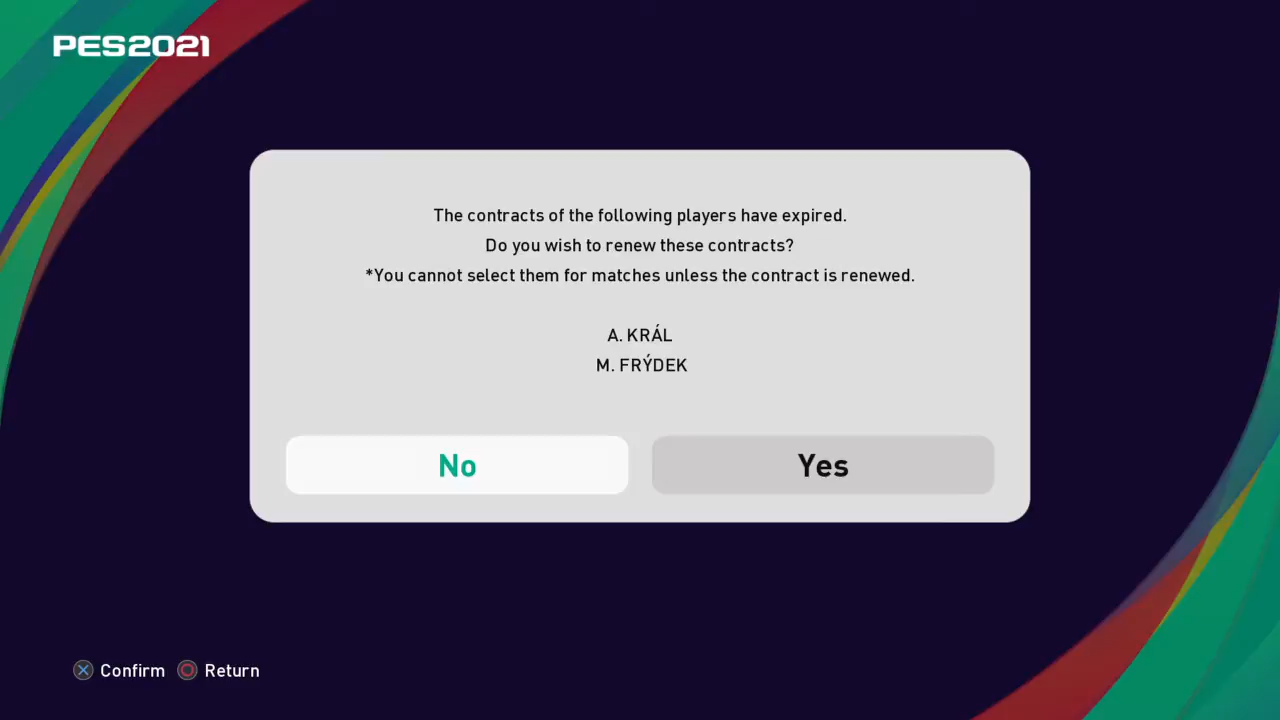 PES2021
The contracts of the following players have expired.
Do you wish to renew these contracts?
*You cannot select them for matches unless the contract is renewed.
A. KRÁL
M. FRÝDEK
No Yes
Confirm Return